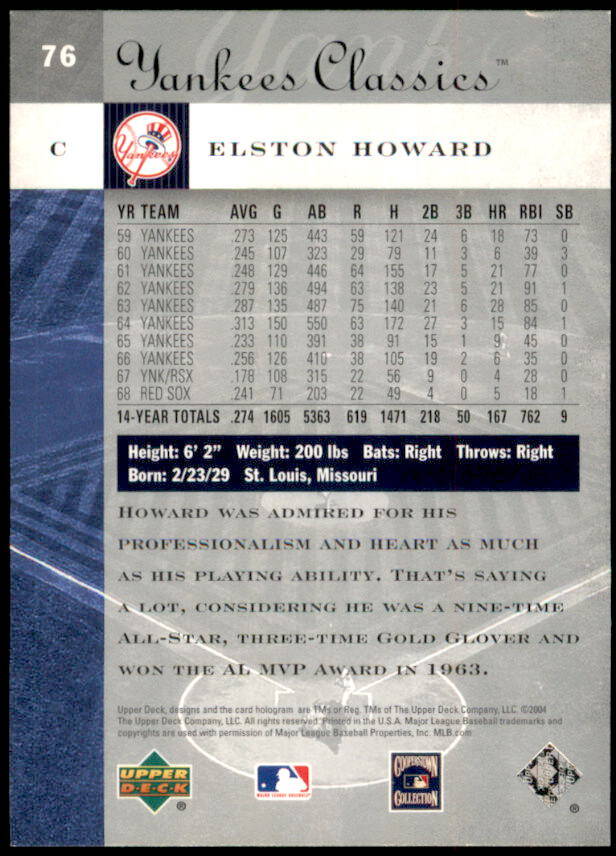 76
Yankees Classics™
C
Yankees
ELSTON HOWARD
YR TEAM AVG G AB R H 2B 3B HR RBI SB
59 YANKEES .273 125 443 59 121 24 6 18 73 0
60 YANKEES .245 107 323 29 79 11 3 6 39 3
61 YANKEES .248 129 446 64 155 17 5 21 77 0
62 YANKEES .279 136 494 63 138 23 5 21 91 1
63 YANKEES .287 135 487 75 140 21 6 28 85 0
64 YANKEES .313 150 550 63 172 27 3 15 84 1
65 YANKEES .233 110 391 38 91 15 1 9 45 0
66 YANKEES .256 126 410 38 105 19 2 6 35 0
67 YNK/RSX .178 108 315 22 56 9 0 4 28 0
68 RED SOX .241 71 203 22 49 4 0 5 18 1
14-YEAR TOTALS .274 1605 5363 619 1471 218 50 167 762 9
Height: 6' 2" Weight: 200 lbs Bats: Right Throws: Right
Born: 2/23/29 St. Louis, Missouri
HOWARD WAS ADMIRED FOR HIS
PROFESSIONALISM AND HEART AS MUCH
AS HIS PLAYING ABILITY. THAT'S SAYING
A LOT, CONSIDERING HE WAS A NINE-TIME
ALL-STAR, THREE-TIME GOLD GLOVER AND
WON THE AL MVP AWARD IN 1963.
Upper Deck, designs and the card hologram are TMs or Reg. TMs of The Upper Deck Company, LLC. ©2004
The Upper Deck Company, LLC. All rights reserved. Printed in the U.S.A. Major League Baseball trademarks and
copyrights are used with permission of Major League Baseball Properties, Inc. MLB.com
UPPER
DECK®
MAJOR LEAGUE BASEBALL®
COOPERSTOWN
COLLECTION
®